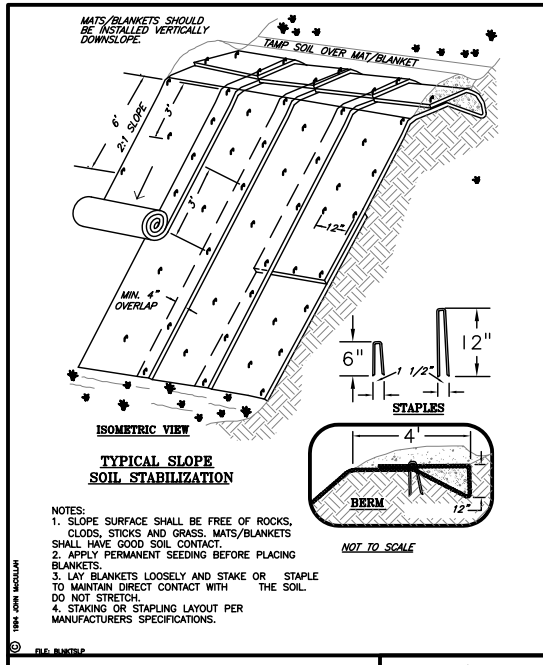 MATS/BLANKETS SHOULD
BE INSTALLED VERTICALLY
DOWNSLOPE.
TAMP SOIL OVER MAT/BLANKET
6'
2:1 SLOPE
3'
3'
12"
MIN. 4"
OVERLAP
6"
1 1/2"
12"
STAPLES
ISOMETRIC VIEW
TYPICAL SLOPE
SOIL STABILIZATION
4'
BERM
12"
NOT TO SCALE
NOTES:
1. SLOPE SURFACE SHALL BE FREE OF ROCKS,
CLODS, STICKS AND GRASS. MATS/BLANKETS
SHALL HAVE GOOD SOIL CONTACT.
2. APPLY PERMANENT SEEDING BEFORE PLACING
BLANKETS.
3. LAY BLANKETS LOOSELY AND STAKE OR STAPLE
TO MAINTAIN DIRECT CONTACT WITH THE SOIL.
DO NOT STRETCH.
4. STAKING OR STAPLING LAYOUT PER
MANUFACTURERS SPECIFICATIONS.
© 1994 JOHN McCULLAH
FILE: BLNKTSLP